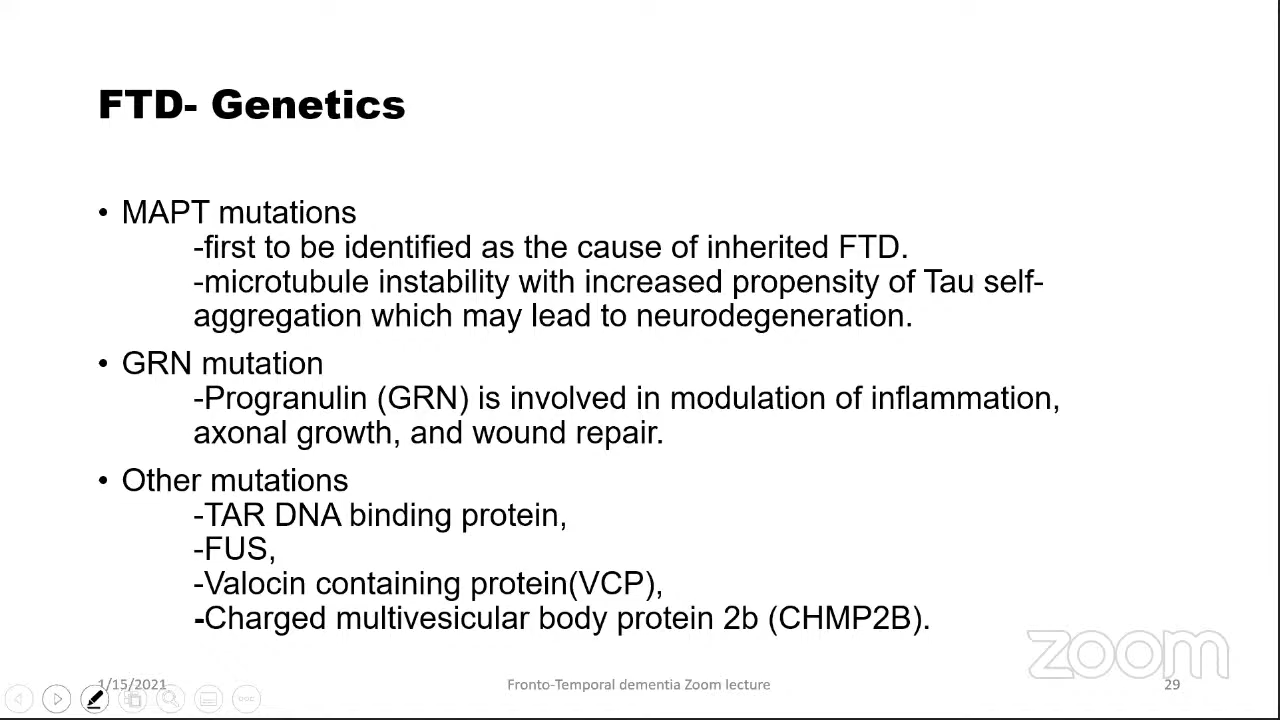 FTD- Genetics
• MAPT mutations
-first to be identified as the cause of inherited FTD.
-microtubule instability with increased propensity of Tau self-
aggregation which may lead to neurodegeneration.
• GRN mutation
-Progranulin (GRN) is involved in modulation of inflammation,
axonal growth, and wound repair.
• Other mutations
-TAR DNA binding protein,
-FUS,
-Valocin containing protein(VCP),
-Charged multivesicular body protein 2b (CHMP2B).
zoom
1/15/2021
Fronto-Temporal dementia Zoom lecture
29